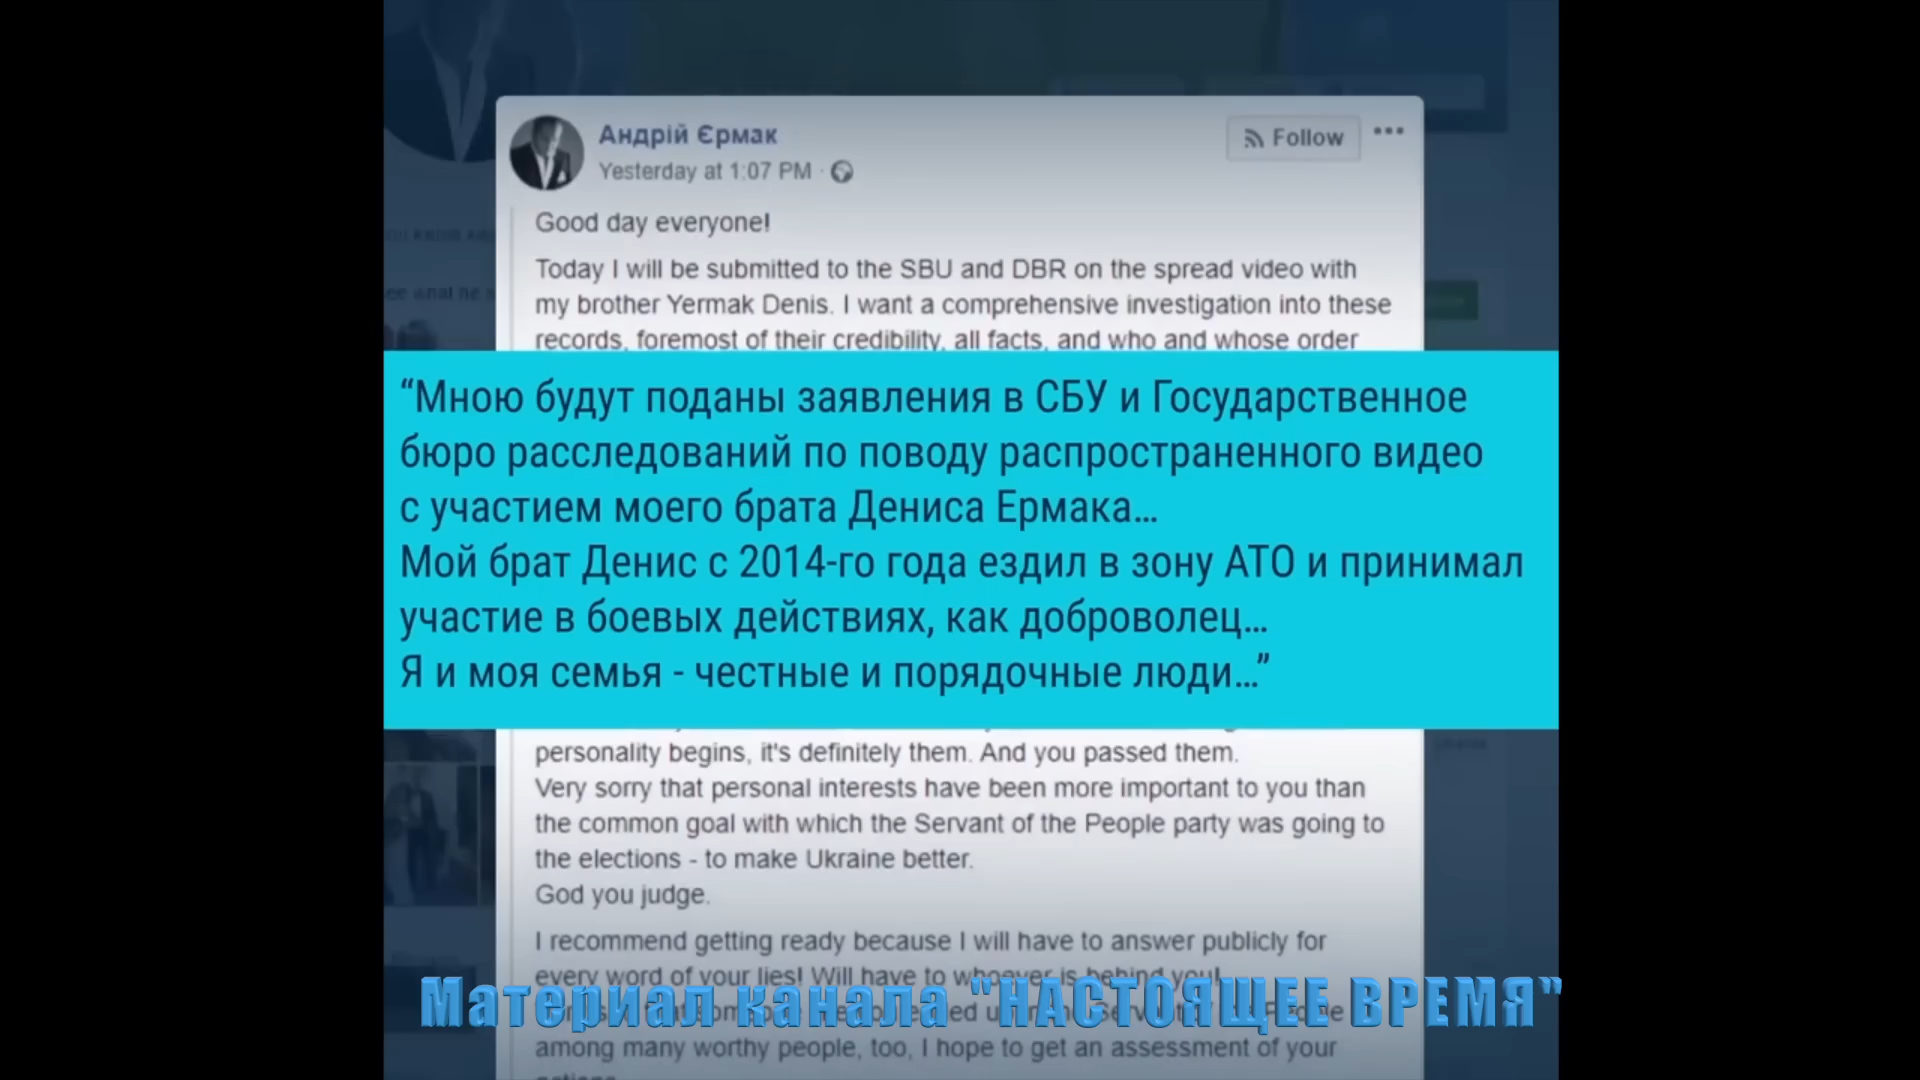 Андрій Єрмак
Follow
Yesterday at 1:07 PM
Good day everyone!
Today I will be submitted to the SBU and DBR on the spread video with
my brother Yermak Denis. I want a comprehensive investigation into these
records, foremost of their credibility, all facts, and who and whose order
“Мною будут поданы заявления в СБУ и Государственное
бюро расследований по поводу распространенного видео
с участием моего брата Дениса Ермака...
Мой брат Денис с 2014-го года ездил в зону АТО и принимал
участие в боевых действиях, как доброволец...
Я и моя семья - честные и порядочные люди...”
personality begins, it's definitely them. And you passed them.
Very sorry that personal interests have been more important to you than
the common goal with which the Servant of the People party was going to
the elections - to make Ukraine better.
God you judge.
I recommend getting ready because I will have to answer publicly for
every word of your lies! Will have to whoever is behind you!
Материал канала "НАСТОЯЩЕЕ ВРЕМЯ"
among many worthy people, too, I hope to get an assessment of your